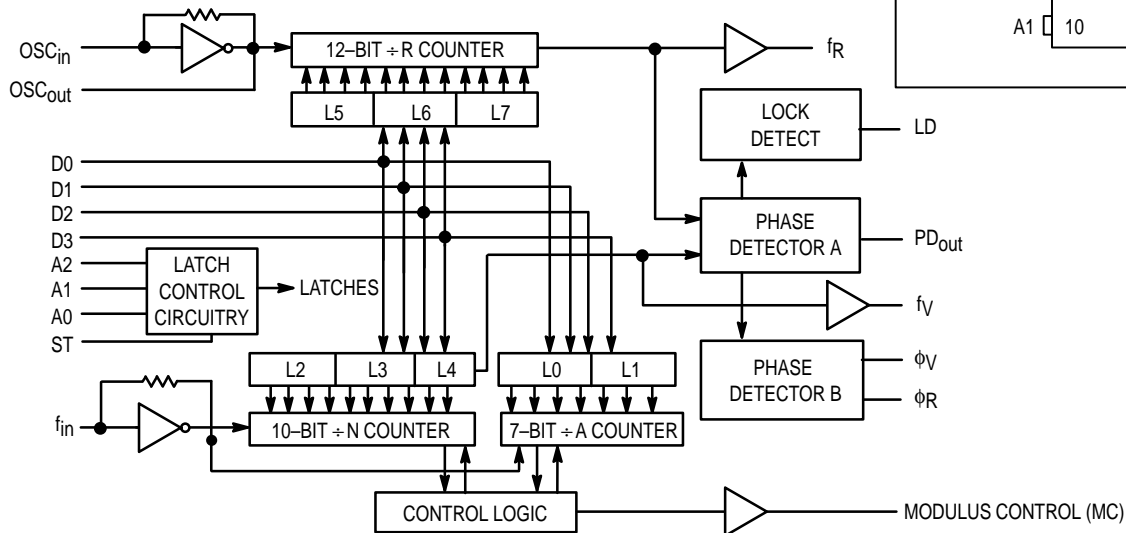 A1 10
OSCin
12–BIT ÷ R COUNTER
fR
OSCout
L5 L6 L7
LOCK
DETECT
LD
D0
D1
D2
D3
PHASE
DETECTOR A
PDout
A2
A1
A0
ST
LATCH
CONTROL
CIRCUITRY
LATCHES
fV
L2 L3 L4
L0 L1
PHASE
DETECTOR B
ϕV
ϕR
fin
10–BIT ÷ N COUNTER
7–BIT ÷ A COUNTER
CONTROL LOGIC
MODULUS CONTROL (MC)